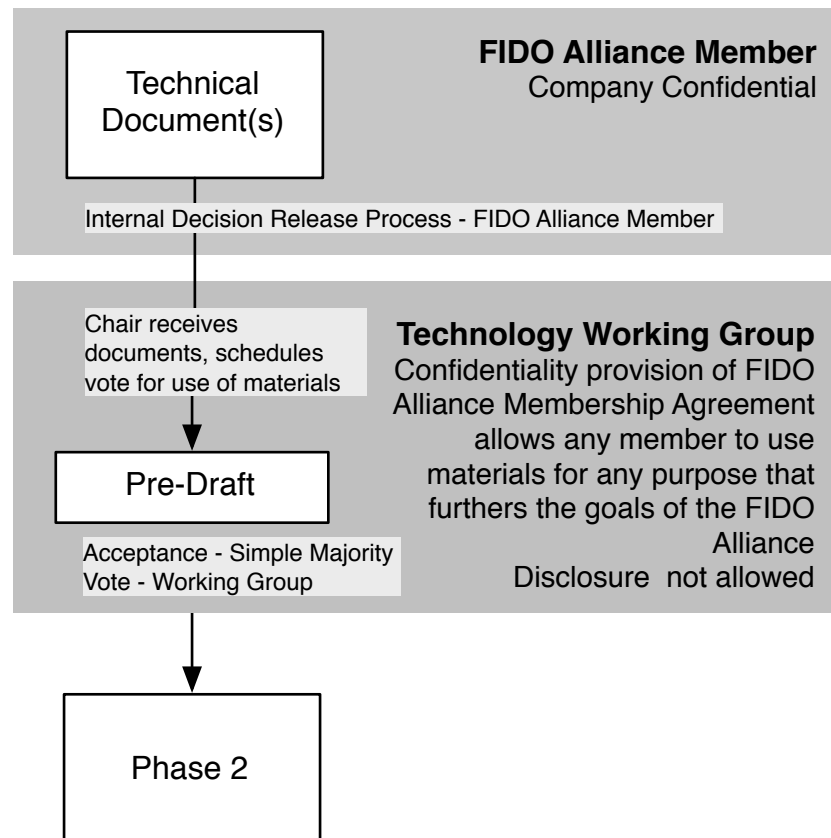 Technical
Document(s)
FIDO Alliance Member
Company Confidential
Internal Decision Release Process - FIDO Alliance Member
Chair receives
documents, schedules
vote for use of materials
Technology Working Group
Confidentiality provision of FIDO
Alliance Membership Agreement
allows any member to use
materials for any purpose that
furthers the goals of the FIDO
Alliance
Disclosure not allowed
Pre-Draft
Acceptance - Simple Majority
Vote - Working Group
Phase 2